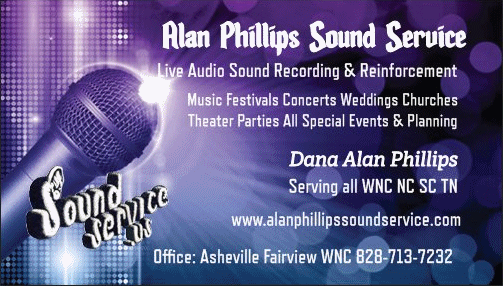 Alan Phillips Sound Service
Live Audio Sound Recording & Reinforcement
Music Festivals Concerts Weddings Churches
Theater Parties All Special Events & Planning
Dana Alan Phillips
Serving all WNC NC SC TN
www.alanphillipssoundservice.com
Sound
Service
.us
Office: Asheville Fairview WNC 828-713-7232